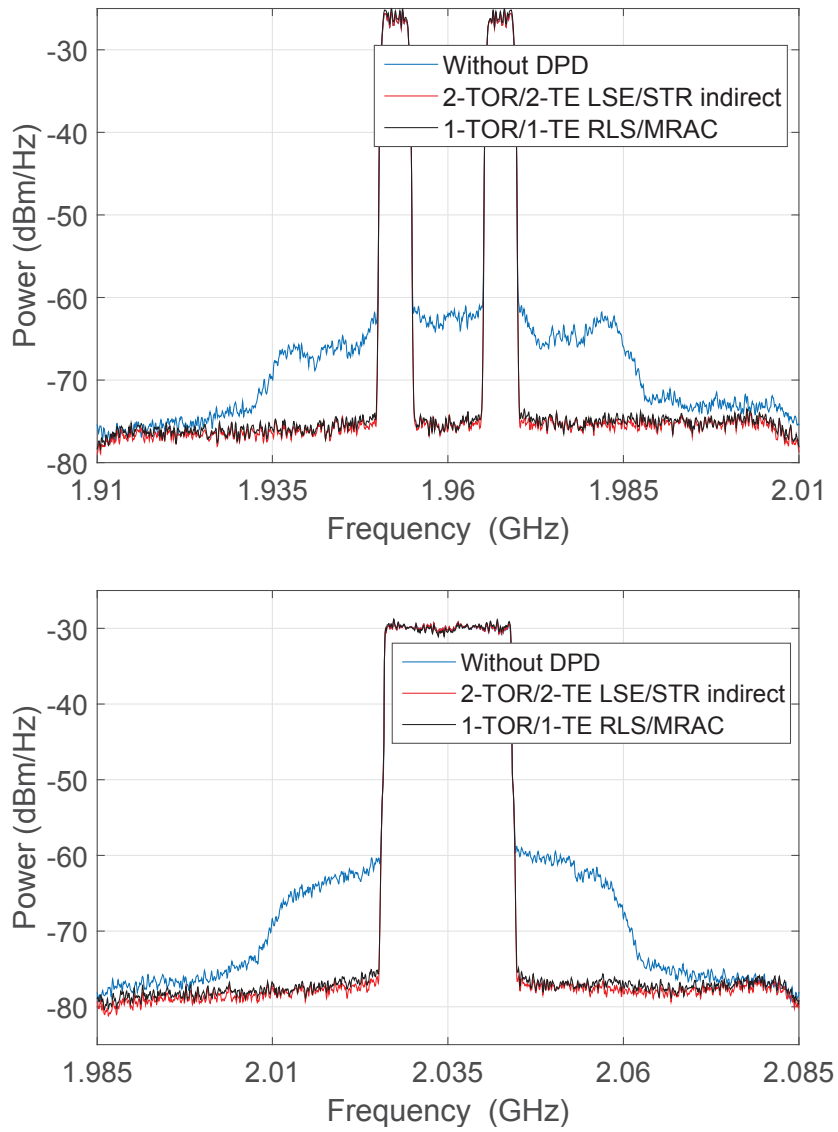 -30
-40
-50
-60
-70
-80
Power (dBm/Hz)
Without DPD
2-TOR/2-TE LSE/STR indirect
1-TOR/1-TE RLS/MRAC
1.91 1.935 1.96 1.985 2.01
Frequency (GHz)
-30
-40
-50
-60
-70
-80
Power (dBm/Hz)
Without DPD
2-TOR/2-TE LSE/STR indirect
1-TOR/1-TE RLS/MRAC
1.985 2.01 2.035 2.06 2.085
Frequency (GHz)